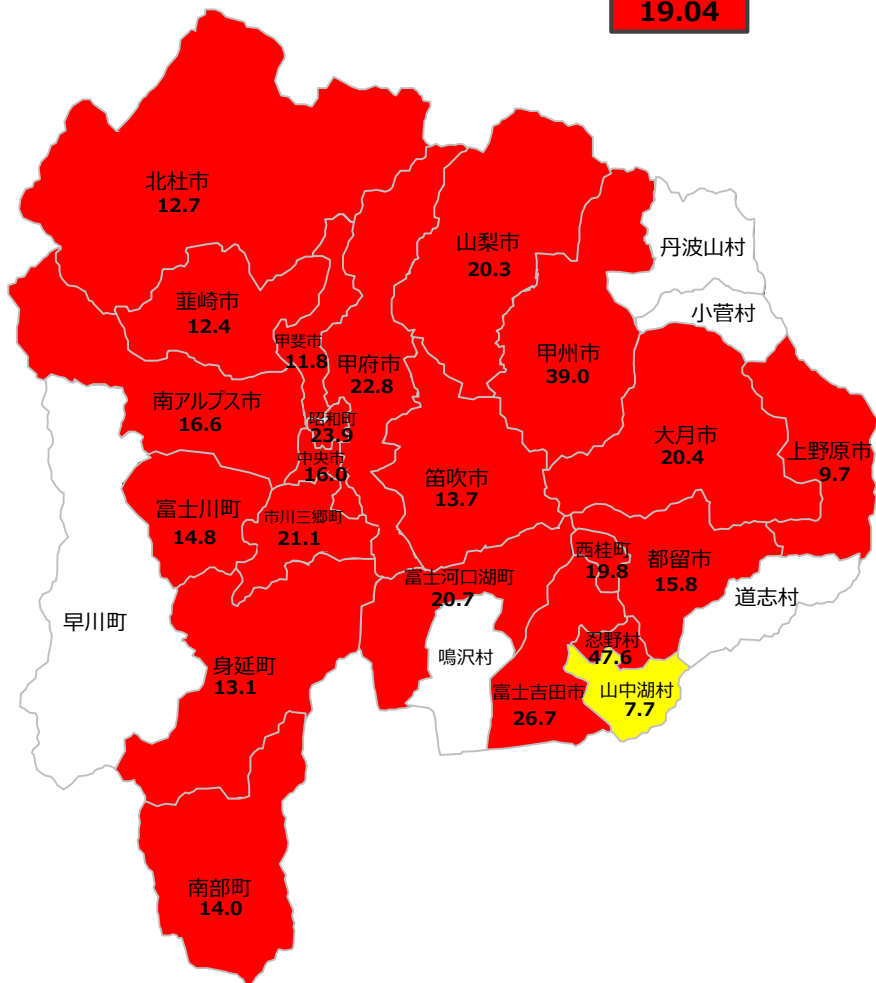 19.04
北杜市
12.7
丹波山村
山梨市
20.3
小菅村
韮崎市
12.4
甲斐市
11.8
甲府市
22.8
甲州市
39.0
南アルプス市
16.6
昭和町
23.9
大月市
20.4
上野原市
9.7
中央市
16.0
笛吹市
13.7
富士川町
14.8
市川三郷町
21.1
西桂町
19.8
都留市
15.8
富士河口湖町
20.7
道志村
早川町
忍野村
47.6
鳴沢村
身延町
13.1
富士吉田市
26.7
山中湖村
7.7
南部町
14.0